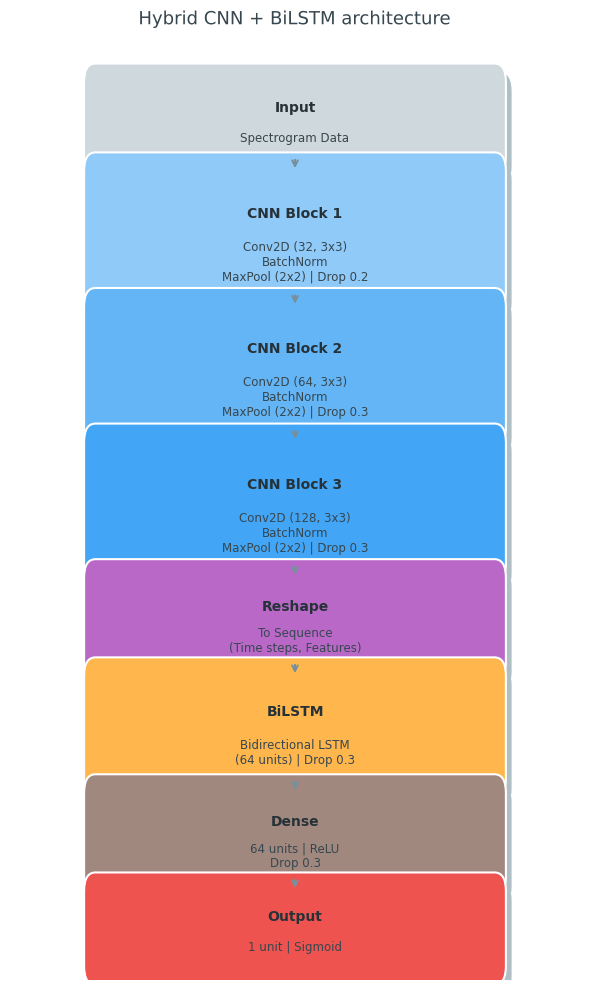 Hybrid CNN + BiLSTM architecture
Input
Spectrogram Data
CNN Block 1
Conv2D (32, 3x3)
BatchNorm
MaxPool (2x2) | Drop 0.2
CNN Block 2
Conv2D (64, 3x3)
BatchNorm
MaxPool (2x2) | Drop 0.3
CNN Block 3
Conv2D (128, 3x3)
BatchNorm
MaxPool (2x2) | Drop 0.3
Reshape
To Sequence
(Time steps, Features)
BiLSTM
Bidirectional LSTM
(64 units) | Drop 0.3
Dense
64 units | ReLU
Drop 0.3
Output
1 unit | Sigmoid